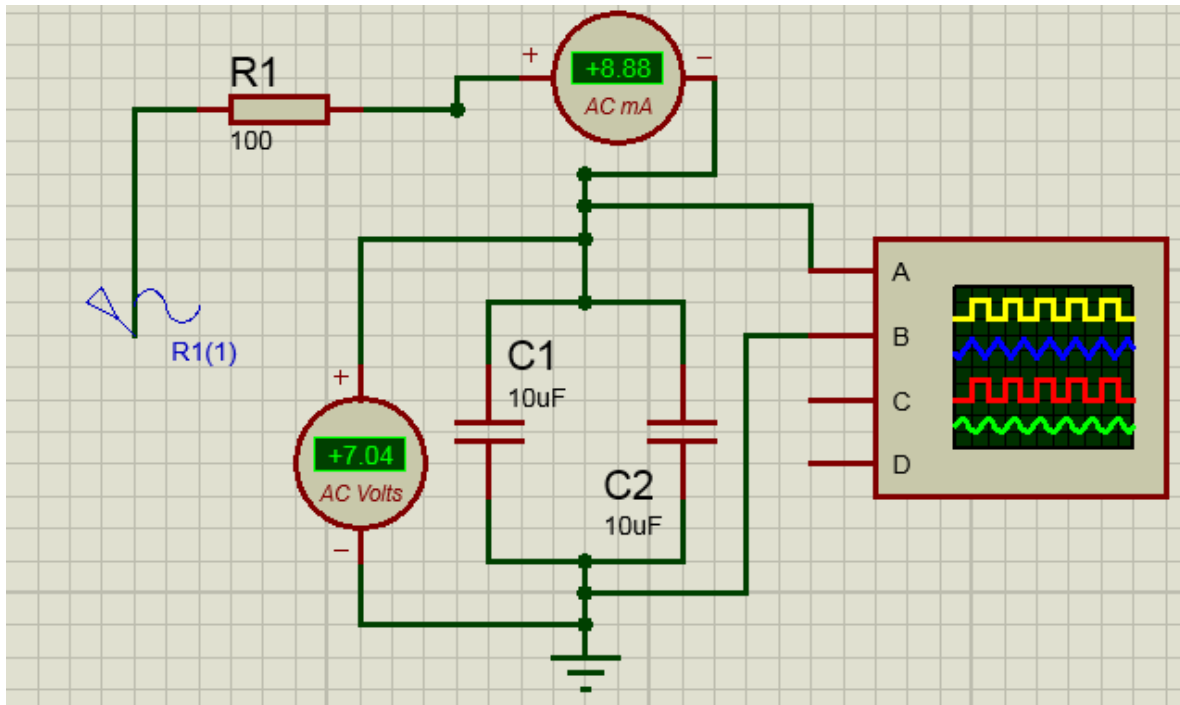 R1
100
+
+8.88
−
AC mA
R1(1)
+
+7.04
AC Volts
−
C1
10uF
C2
10uF
A
B
C
D